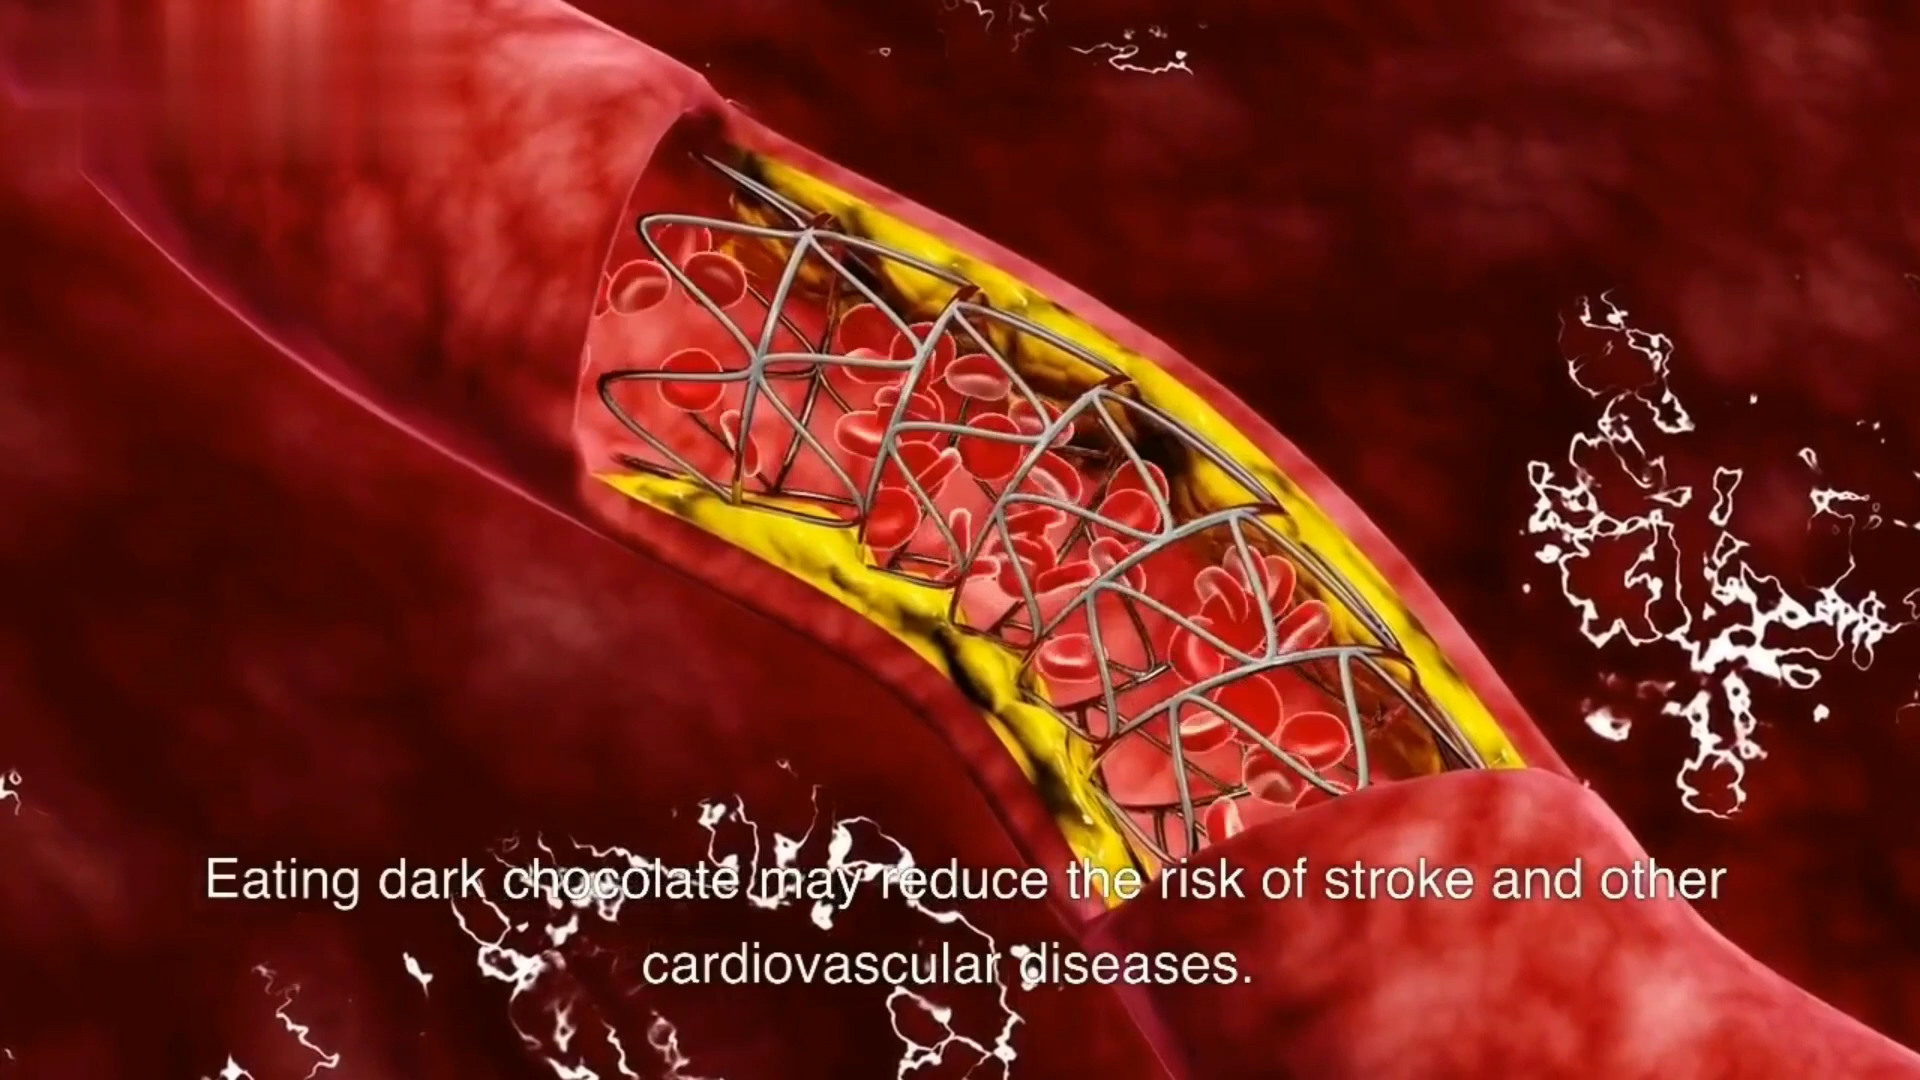 Eating dark chocolate may reduce the risk of stroke and other
cardiovascular diseases.